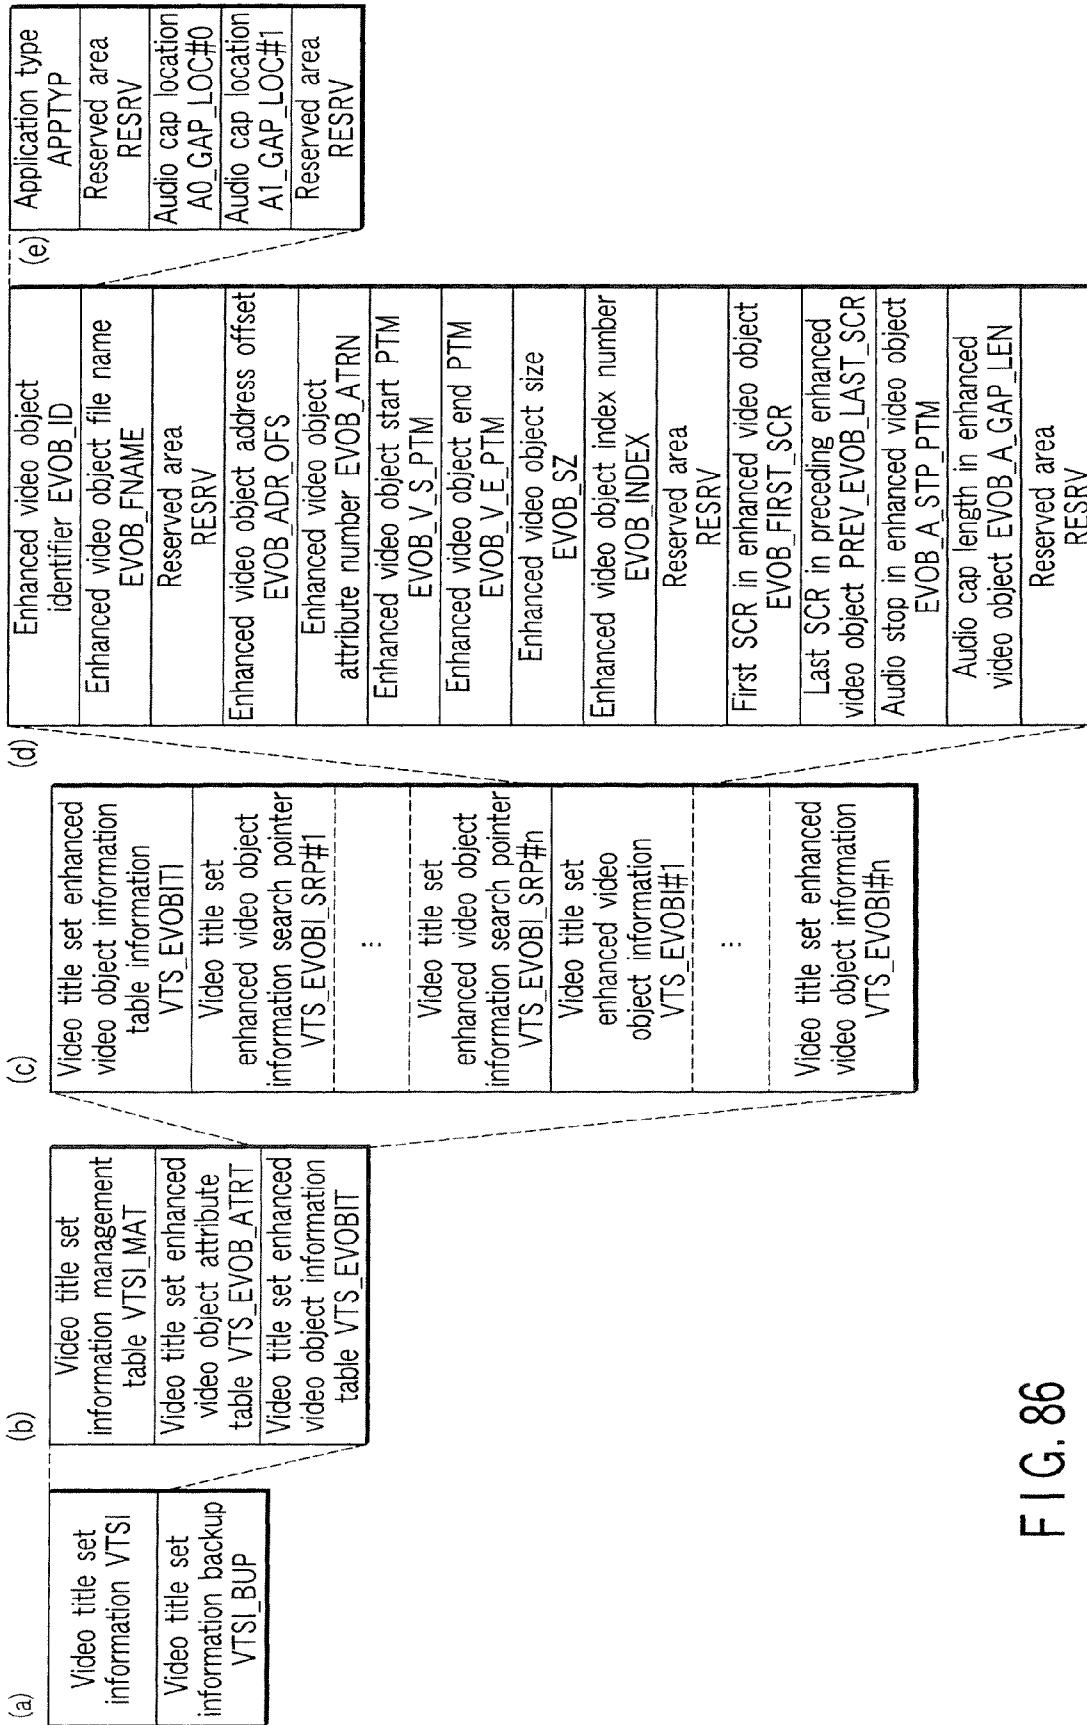 (a)
Video title set
information VTSI
Video title set
information backup
VTSI_BUP
(b)
Video title set
information management
table VTSI_MAT
Video title set enhanced
video object attribute
table VTS_EVOB_ATRT
Video title set enhanced
video object information
table VTS_EVOBIT
(c)
Video title set enhanced
video object information
table information
VTS_EVOBITI
Video title set
enhanced video object
information search pointer
VTS_EVOBI_SRP#1
⋮
Video title set
enhanced video object
information search pointer
VTS_EVOBI_SRP#n
Video title set
enhanced video
object information
VTS_EVOBI#1
⋮
Video title set enhanced
video object information
VTS_EVOBI#n
(d)
Enhanced video object
identifier EVOB_ID
Enhanced video object file name
EVOB_FNAME
Reserved area
RESRV
Enhanced video object address offset
EVOB_ADR_OFS
Enhanced video object
attribute number EVOB_ATRN
Enhanced video object start PTM
EVOB_V_S_PTM
Enhanced video object end PTM
EVOB_V_E_PTM
Enhanced video object size
EVOB_SZ
Enhanced video object index number
EVOB_INDEX
Reserved area
RESRV
First SCR in enhanced video object
EVOB_FIRST_SCR
Last SCR in preceding enhanced
video object PREV_EVOB_LAST_SCR
Audio stop in enhanced video object
EVOB_A_STP_PTM
Audio cap length in enhanced
video object EVOB_A_GAP_LEN
Reserved area
RESRV
(e)
Application type
APPTYP
Reserved area
RESRV
Audio cap location
A0_GAP_LOC#0
Audio cap location
A1_GAP_LOC#1
Reserved area
RESRV
FIG. 86